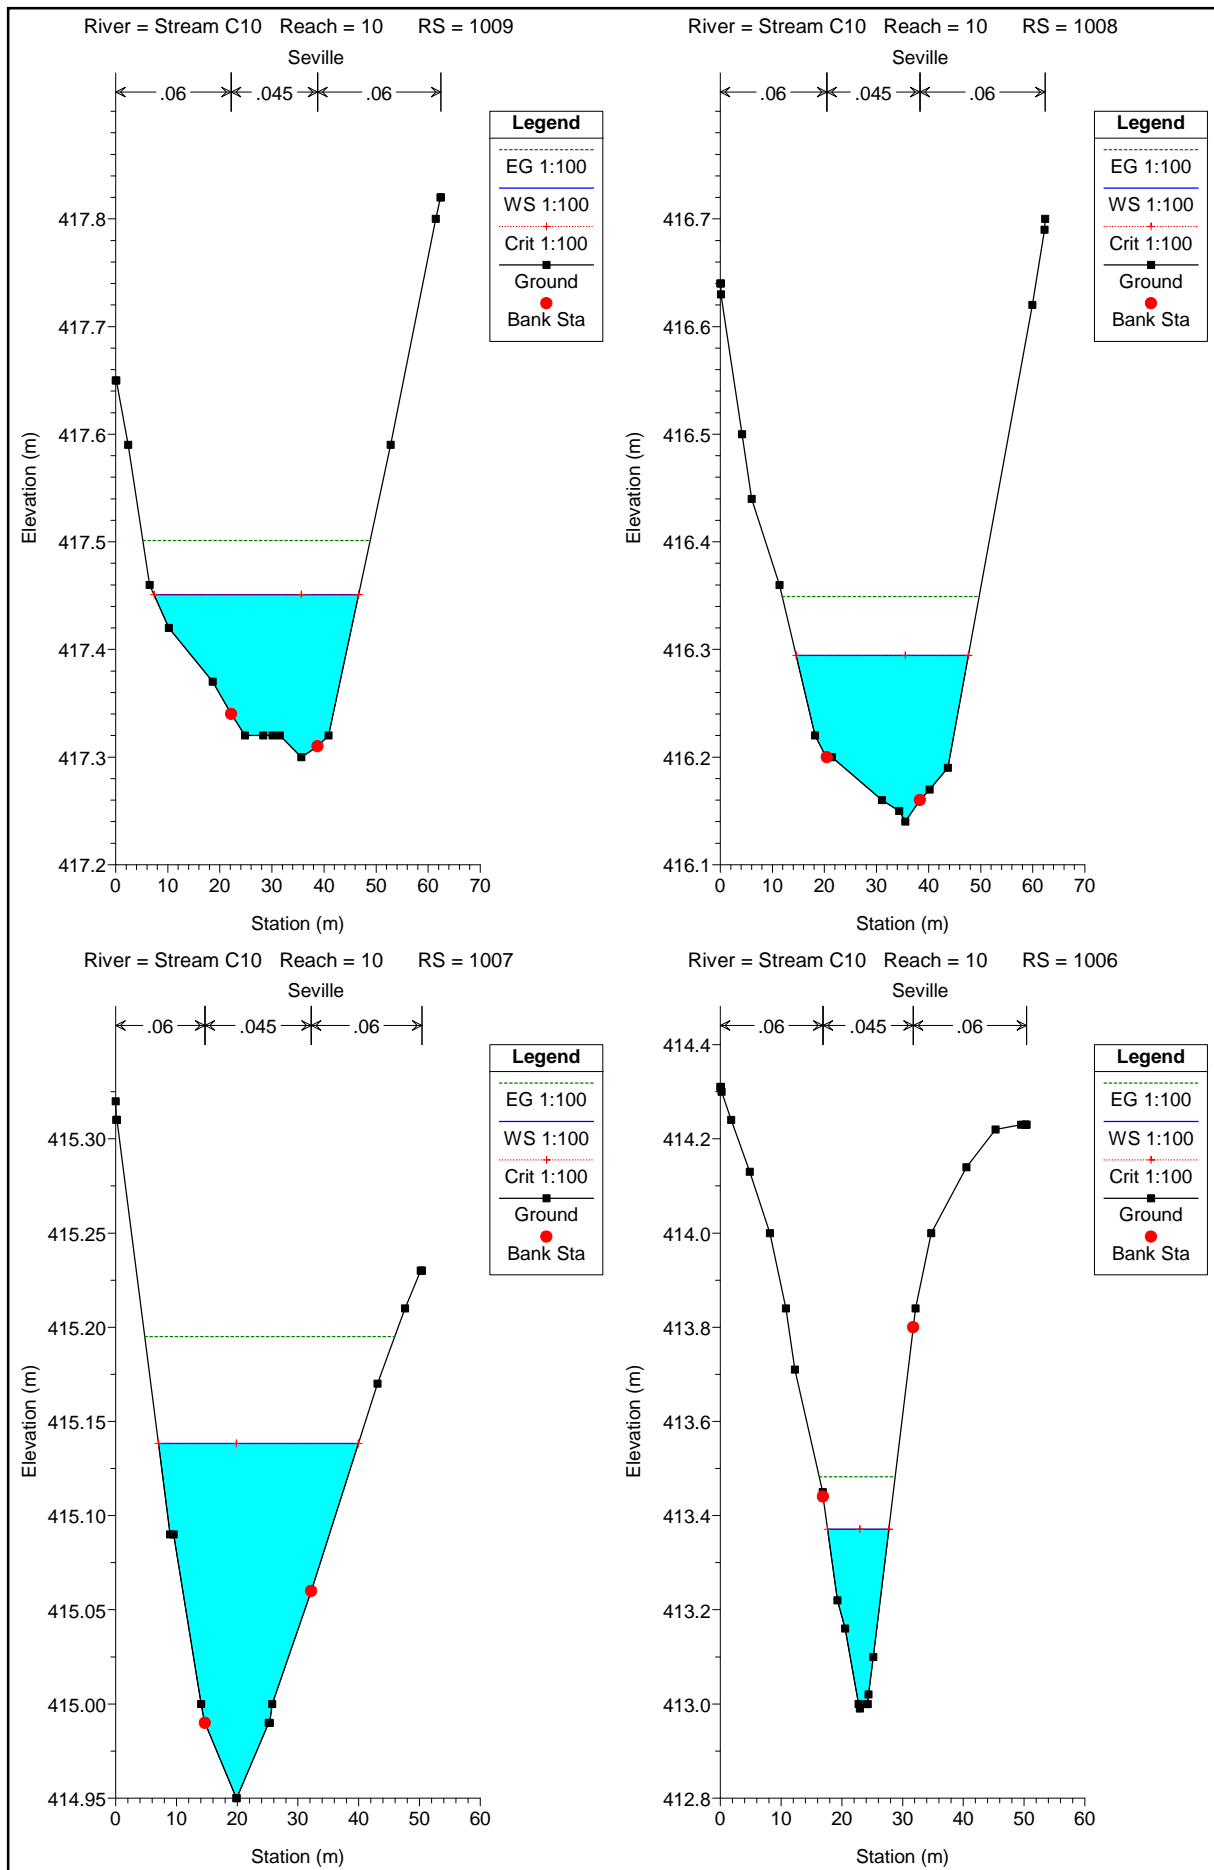 River = Stream C10 Reach = 10 RS = 1009
Seville
.06 .045 .06
Legend
EG 1:100
WS 1:100
Crit 1:100
Ground
Bank Sta
417.8
417.7
417.6
417.5
417.4
417.3
417.2
Elevation (m)
0 10 20 30 40 50 60 70
Station (m)
River = Stream C10 Reach = 10 RS = 1008
Seville
.06 .045 .06
Legend
EG 1:100
WS 1:100
Crit 1:100
Ground
Bank Sta
416.7
416.6
416.5
416.4
416.3
416.2
416.1
Elevation (m)
0 10 20 30 40 50 60 70
Station (m)
River = Stream C10 Reach = 10 RS = 1007
Seville
.06 .045 .06
Legend
EG 1:100
WS 1:100
Crit 1:100
Ground
Bank Sta
415.30
415.25
415.20
415.15
415.10
415.05
415.00
414.95
Elevation (m)
0 10 20 30 40 50 60
Station (m)
River = Stream C10 Reach = 10 RS = 1006
Seville
.06 .045 .06
Legend
EG 1:100
WS 1:100
Crit 1:100
Ground
Bank Sta
414.4
414.2
414.0
413.8
413.6
413.4
413.2
413.0
412.8
Elevation (m)
0 10 20 30 40 50 60
Station (m)